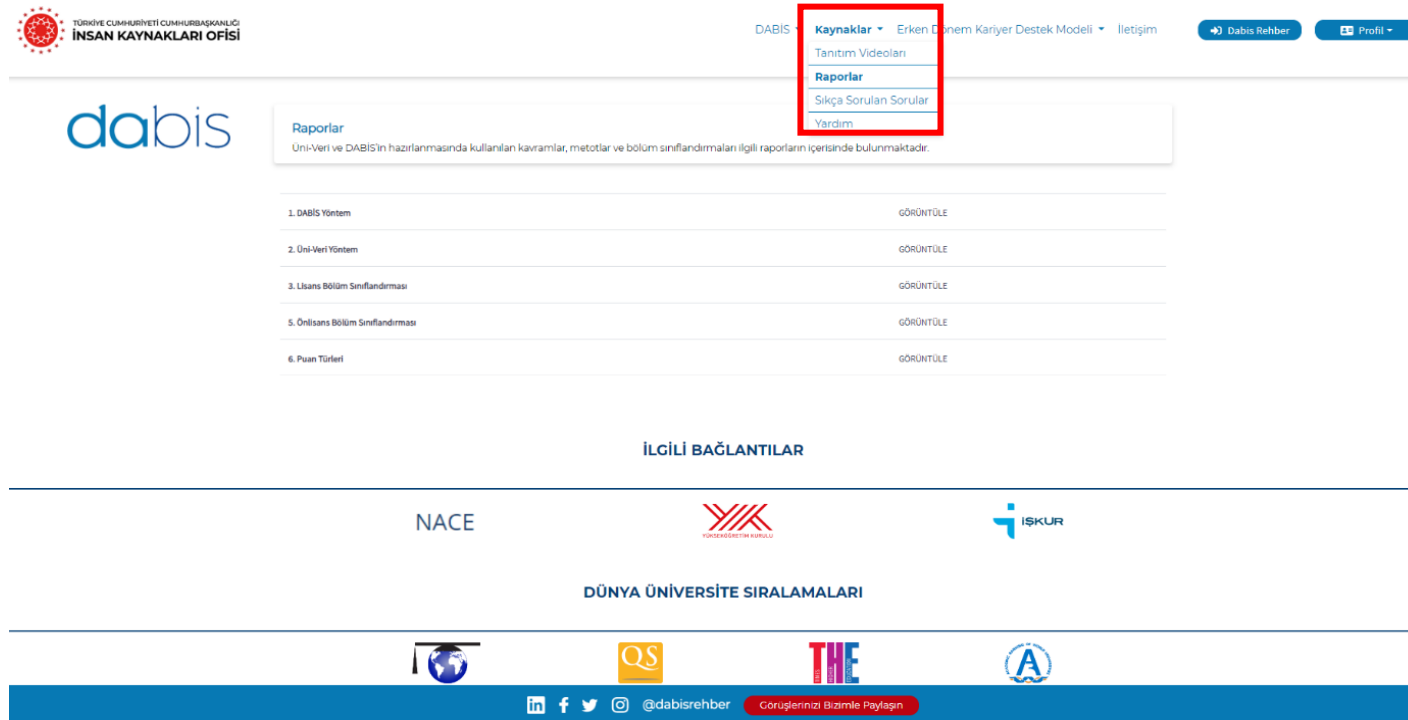 TÜRKİYE CUMHURİYETİ CUMHURBAŞKANLIĞI
İNSAN KAYNAKLARI OFİSİ
DABİS Kaynaklar Erken Dönem Kariyer Destek Modeli İletişim Dabis Rehber Profil
Tanıtım Videoları
Raporlar
Sıkça Sorulan Sorular
Yardım
dabis
Raporlar
Üni-Veri ve DABİS'in hazırlanmasında kullanılan kavramlar, metotlar ve bölüm sınıflandırmaları ilgili raporların içerisinde bulunmaktadır.
1. DABİS Yöntem GÖRÜNTÜLE
2. Üni-Veri Yöntem GÖRÜNTÜLE
3. Lisans Bölüm Sınıflandırması GÖRÜNTÜLE
5. Önlisans Bölüm Sınıflandırması GÖRÜNTÜLE
6. Puan Türleri GÖRÜNTÜLE
İLGİLİ BAĞLANTILAR
NACE YÜKSEKÖĞRETİM KURULU İŞKUR
DÜNYA ÜNİVERSİTE SIRALAMALARI
QS THE A
in f @dabisrehber Görüşlerinizi Bizimle Paylaşın